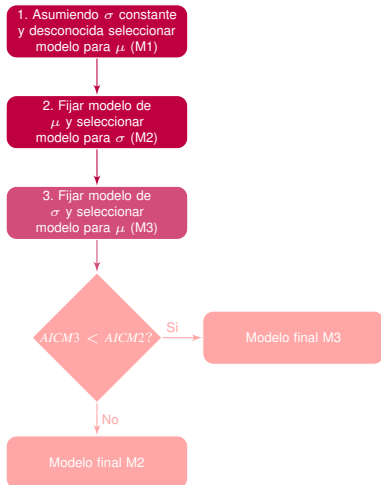 1. Asumiendo σ constante
y desconocida seleccionar
modelo para μ (M1)
2. Fijar modelo de
μ y seleccionar
modelo para σ (M2)
3. Fijar modelo de
σ y seleccionar
modelo para μ (M3)
AICM3 < AICM2?
Si
Modelo final M3
No
Modelo final M2